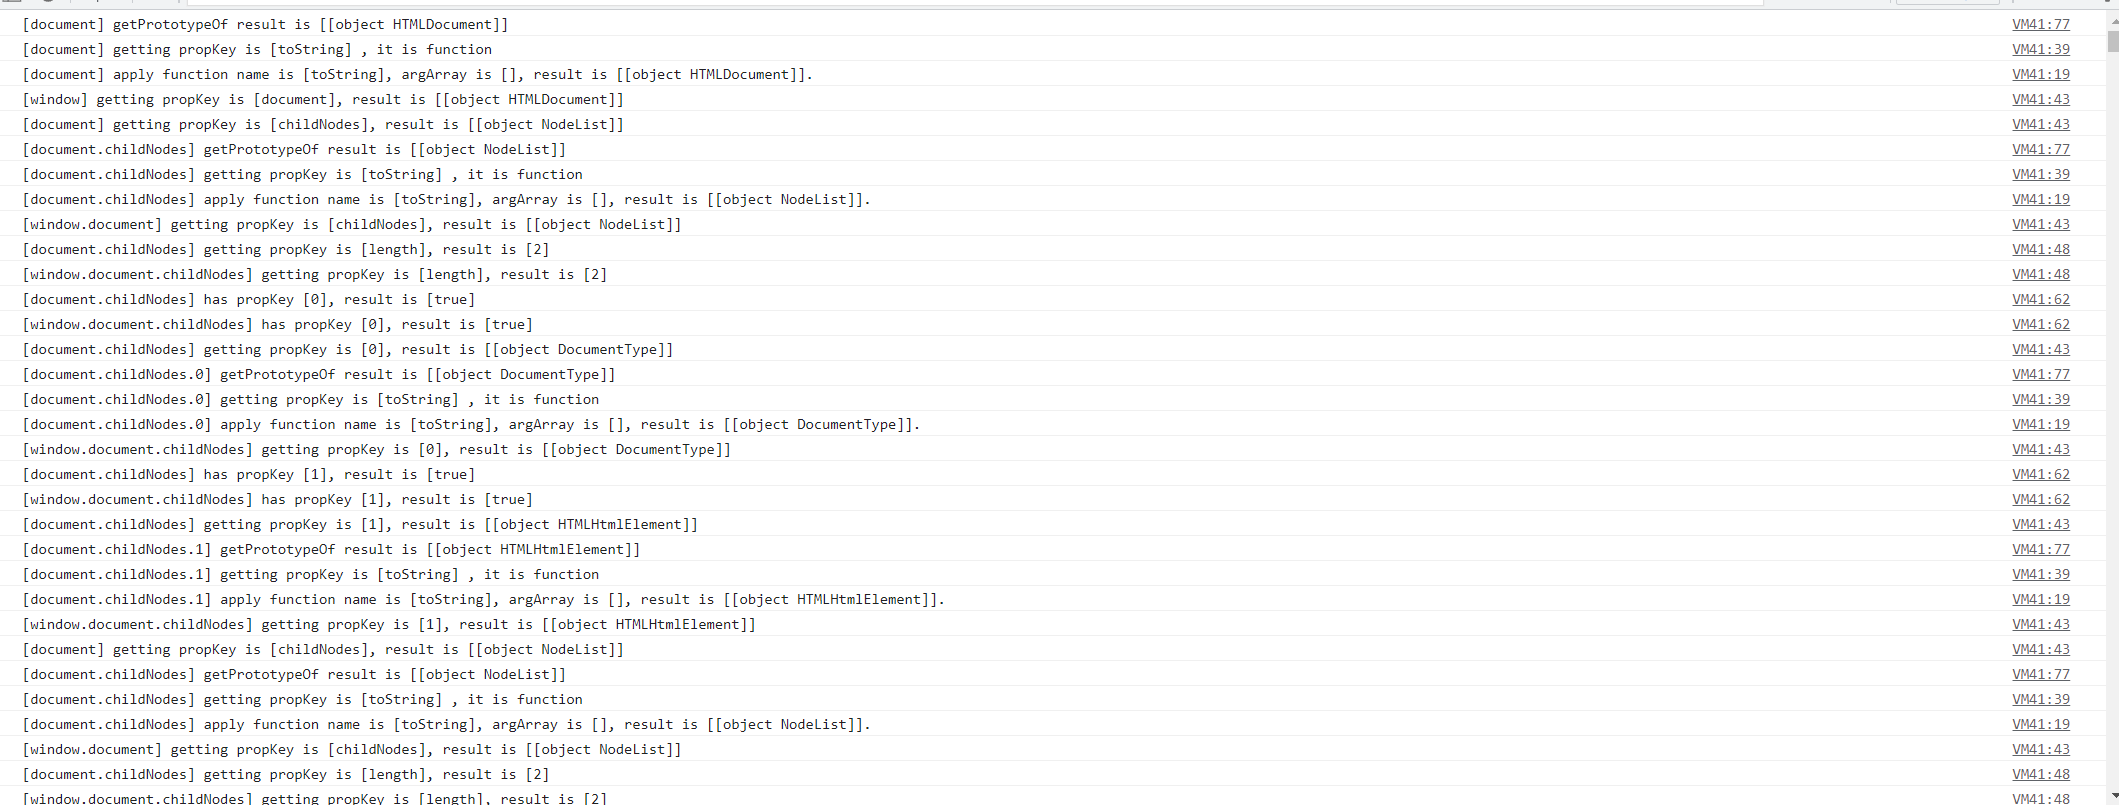 [document] getPrototypeOf result is [[object HTMLDocument]] VM41:77
[document] getting propKey is [toString] , it is function VM41:39
[document] apply function name is [toString], argArray is [], result is [[object HTMLDocument]]. VM41:19
[window] getting propKey is [document], result is [[object HTMLDocument]] VM41:43
[document] getting propKey is [childNodes], result is [[object NodeList]] VM41:43
[document.childNodes] getPrototypeOf result is [[object NodeList]] VM41:77
[document.childNodes] getting propKey is [toString] , it is function VM41:39
[document.childNodes] apply function name is [toString], argArray is [], result is [[object NodeList]]. VM41:19
[window.document] getting propKey is [childNodes], result is [[object NodeList]] VM41:43
[document.childNodes] getting propKey is [length], result is [2] VM41:48
[window.document.childNodes] getting propKey is [length], result is [2] VM41:48
[document.childNodes] has propKey [0], result is [true] VM41:62
[window.document.childNodes] has propKey [0], result is [true] VM41:62
[document.childNodes] getting propKey is [0], result is [[object DocumentType]] VM41:43
[document.childNodes.0] getPrototypeOf result is [[object DocumentType]] VM41:77
[document.childNodes.0] getting propKey is [toString] , it is function VM41:39
[document.childNodes.0] apply function name is [toString], argArray is [], result is [[object DocumentType]]. VM41:19
[window.document.childNodes] getting propKey is [0], result is [[object DocumentType]] VM41:43
[document.childNodes] has propKey [1], result is [true] VM41:62
[window.document.childNodes] has propKey [1], result is [true] VM41:62
[document.childNodes] getting propKey is [1], result is [[object HTMLHtmlElement]] VM41:43
[document.childNodes.1] getPrototypeOf result is [[object HTMLHtmlElement]] VM41:77
[document.childNodes.1] getting propKey is [toString] , it is function VM41:39
[document.childNodes.1] apply function name is [toString], argArray is [], result is [[object HTMLHtmlElement]]. VM41:19
[window.document.childNodes] getting propKey is [1], result is [[object HTMLHtmlElement]] VM41:43
[document] getting propKey is [childNodes], result is [[object NodeList]] VM41:43
[document.childNodes] getPrototypeOf result is [[object NodeList]] VM41:77
[document.childNodes] getting propKey is [toString] , it is function VM41:39
[document.childNodes] apply function name is [toString], argArray is [], result is [[object NodeList]]. VM41:19
[window.document] getting propKey is [childNodes], result is [[object NodeList]] VM41:43
[document.childNodes] getting propKey is [length], result is [2] VM41:48
[window.document.childNodes] getting propKey is [length], result is [2] VM41:48